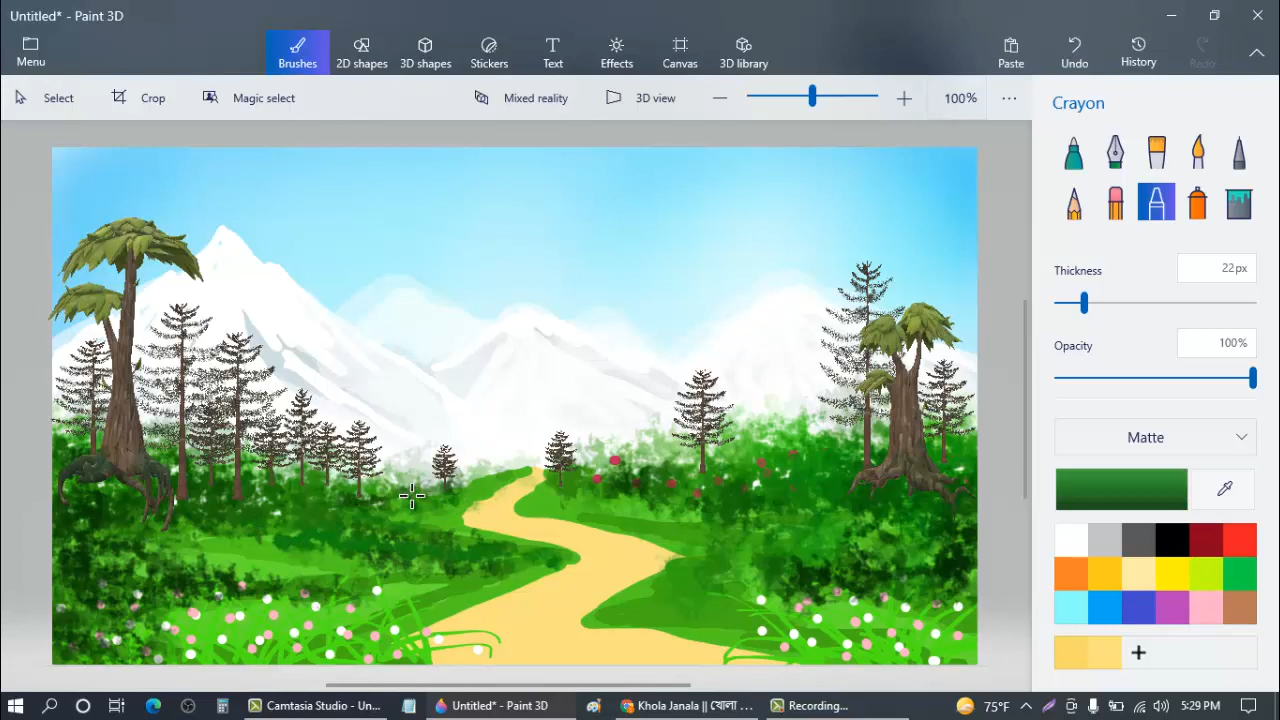 Untitled* - Paint 3D
Menu
Brushes
2D shapes
3D shapes
Stickers
Text
Effects
Canvas
3D library
Paste
Undo
History
Redo
Select
Crop
Magic select
Mixed reality
3D view
100%
Crayon
Thickness
22px
Opacity
100%
Matte
Camtasia Studio - Un...
Untitled* - Paint 3D
Khola Janala || খোলা ...
Recording...
75°F
5:29 PM